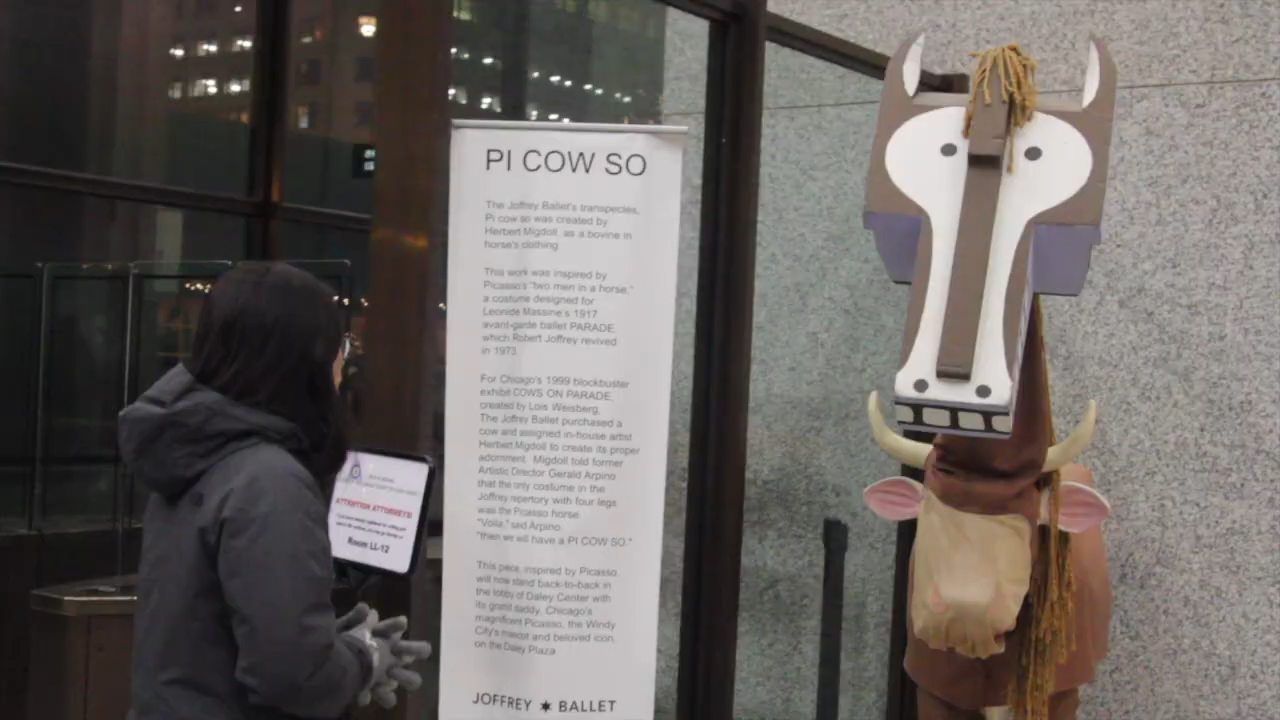 PI COW SO
The Joffrey Ballet's transpecies,
Pi cow so was created by
Herbert Migdoll, as a bovine in
horse's clothing.
This work was inspired by
Picasso's "two men in a horse,"
a costume designed for
Leonide Massine's 1917
avant-garde ballet PARADE,
which Robert Joffrey revived
in 1973.
For Chicago's 1999 blockbuster
exhibit COWS ON PARADE,
created by Lois Weisberg,
The Joffrey Ballet purchased a
cow and assigned in-house artist
Herbert Migdoll to create its proper
adornment. Migdoll told former
Artistic Director Gerald Arpino
that the only costume in the
Joffrey repertory with four legs
was the Picasso horse.
"Voila," said Arpino.
"then we will have a PI COW SO."
This piece, inspired by Picasso,
will now stand back-to-back in
the lobby of Daley Center with
its grand daddy, Chicago's
magnificent Picasso, the Windy
City's mascot and beloved icon,
on the Daley Plaza
JOFFREY BALLET
ATTENTION ATTORNEYS!
Room LL-12